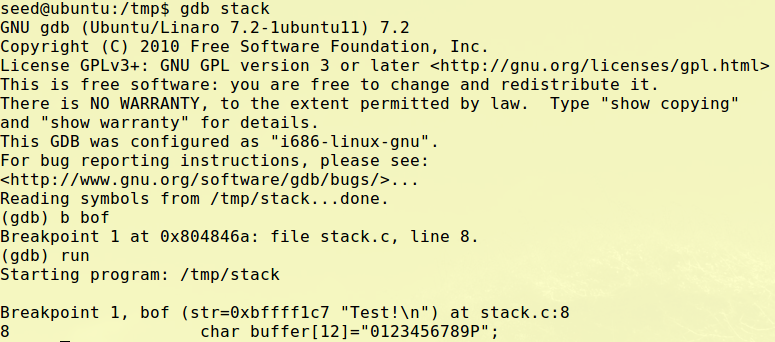 seed@ubuntu:/tmp$ gdb stack
GNU gdb (Ubuntu/Linaro 7.2-1ubuntu11) 7.2
Copyright (C) 2010 Free Software Foundation, Inc.
License GPLv3+: GNU GPL version 3 or later <http://gnu.org/licenses/gpl.html>
This is free software: you are free to change and redistribute it.
There is NO WARRANTY, to the extent permitted by law.  Type "show copying"
and "show warranty" for details.
This GDB was configured as "i686-linux-gnu".
For bug reporting instructions, please see:
<http://www.gnu.org/software/gdb/bugs/>...
Reading symbols from /tmp/stack...done.
(gdb) b bof
Breakpoint 1 at 0x804846a: file stack.c, line 8.
(gdb) run
Starting program: /tmp/stack
Breakpoint 1, bof (str=0xbffff1c7 "Test!\n") at stack.c:8
8           char buffer[12]="0123456789P";